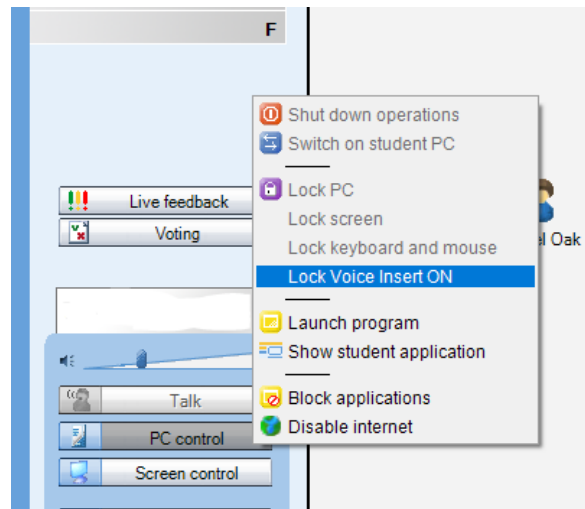 F
Shut down operations
Switch on student PC
Lock PC
Live feedback
Lock screen
Voting
Lock keyboard and mouse
el Oak
Lock Voice Insert ON
Launch program
Show student application
Talk
Block applications
PC control
Disable internet
Screen control